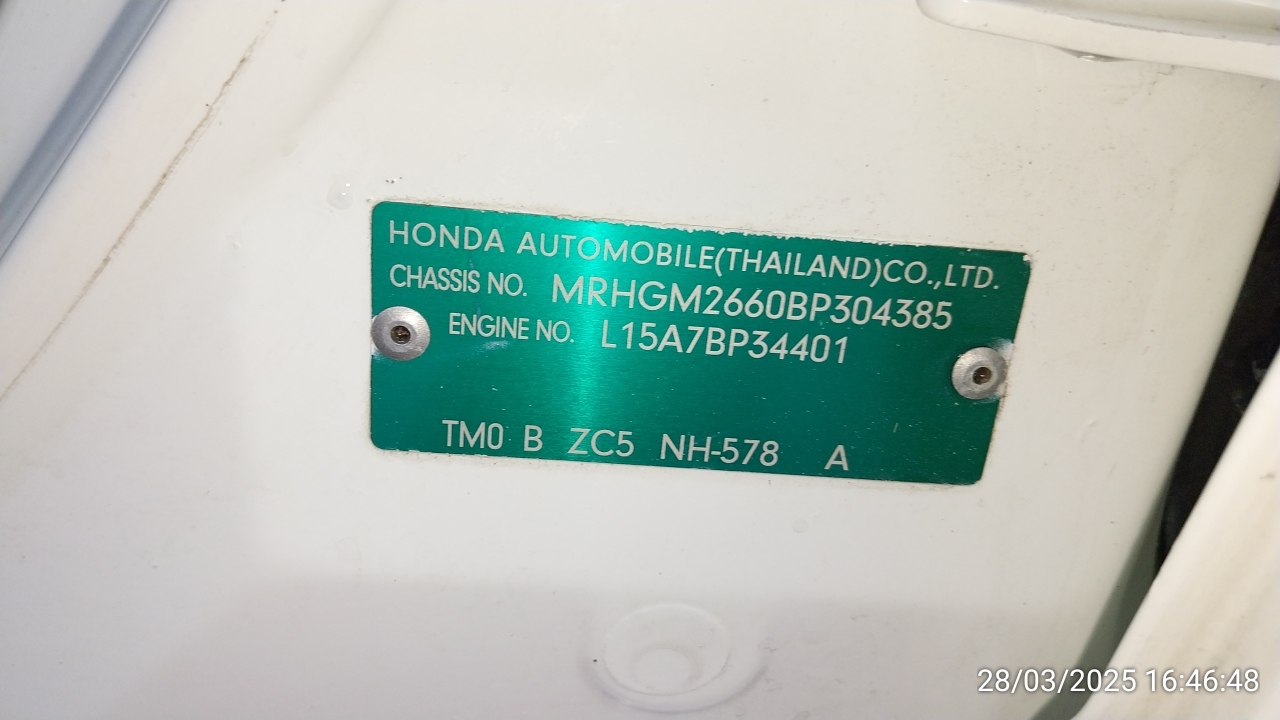 HONDA AUTOMOBILE(THAILAND)CO.,LTD.
CHASSIS NO. MRHGM2660BP304385
ENGINE NO. L15A7BP34401
TM0 B ZC5 NH-578 A
28/03/2025 16:46:48